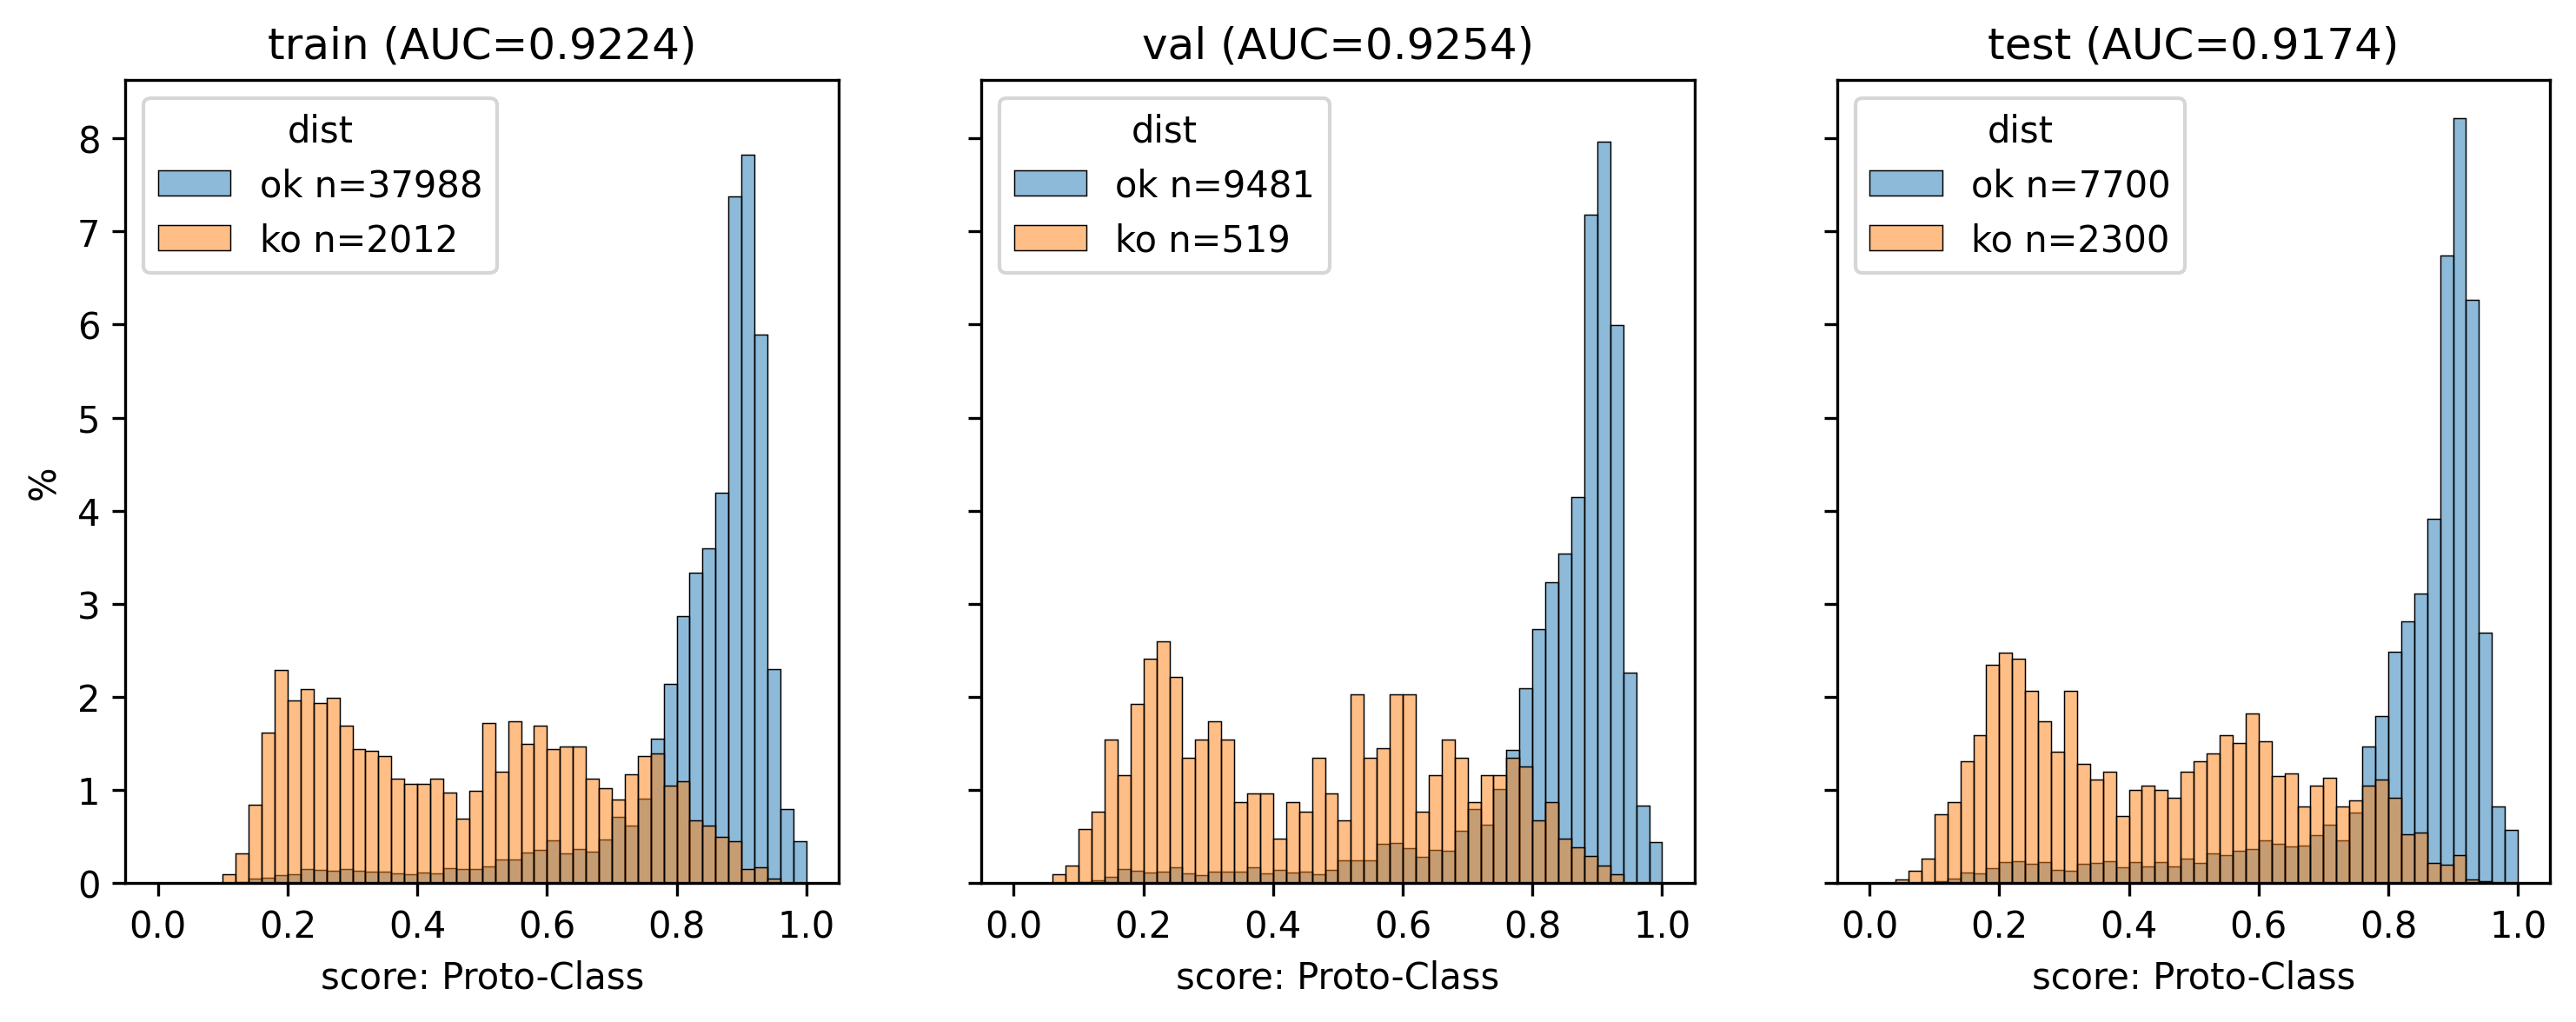 train (AUC=0.9224)
dist
ok n=37988
ko n=2012
%
8
7
6
5
4
3
2
1
0
0.0 0.2 0.4 0.6 0.8 1.0
score: Proto-Class
val (AUC=0.9254)
dist
ok n=9481
ko n=519
0.0 0.2 0.4 0.6 0.8 1.0
score: Proto-Class
test (AUC=0.9174)
dist
ok n=7700
ko n=2300
0.0 0.2 0.4 0.6 0.8 1.0
score: Proto-Class